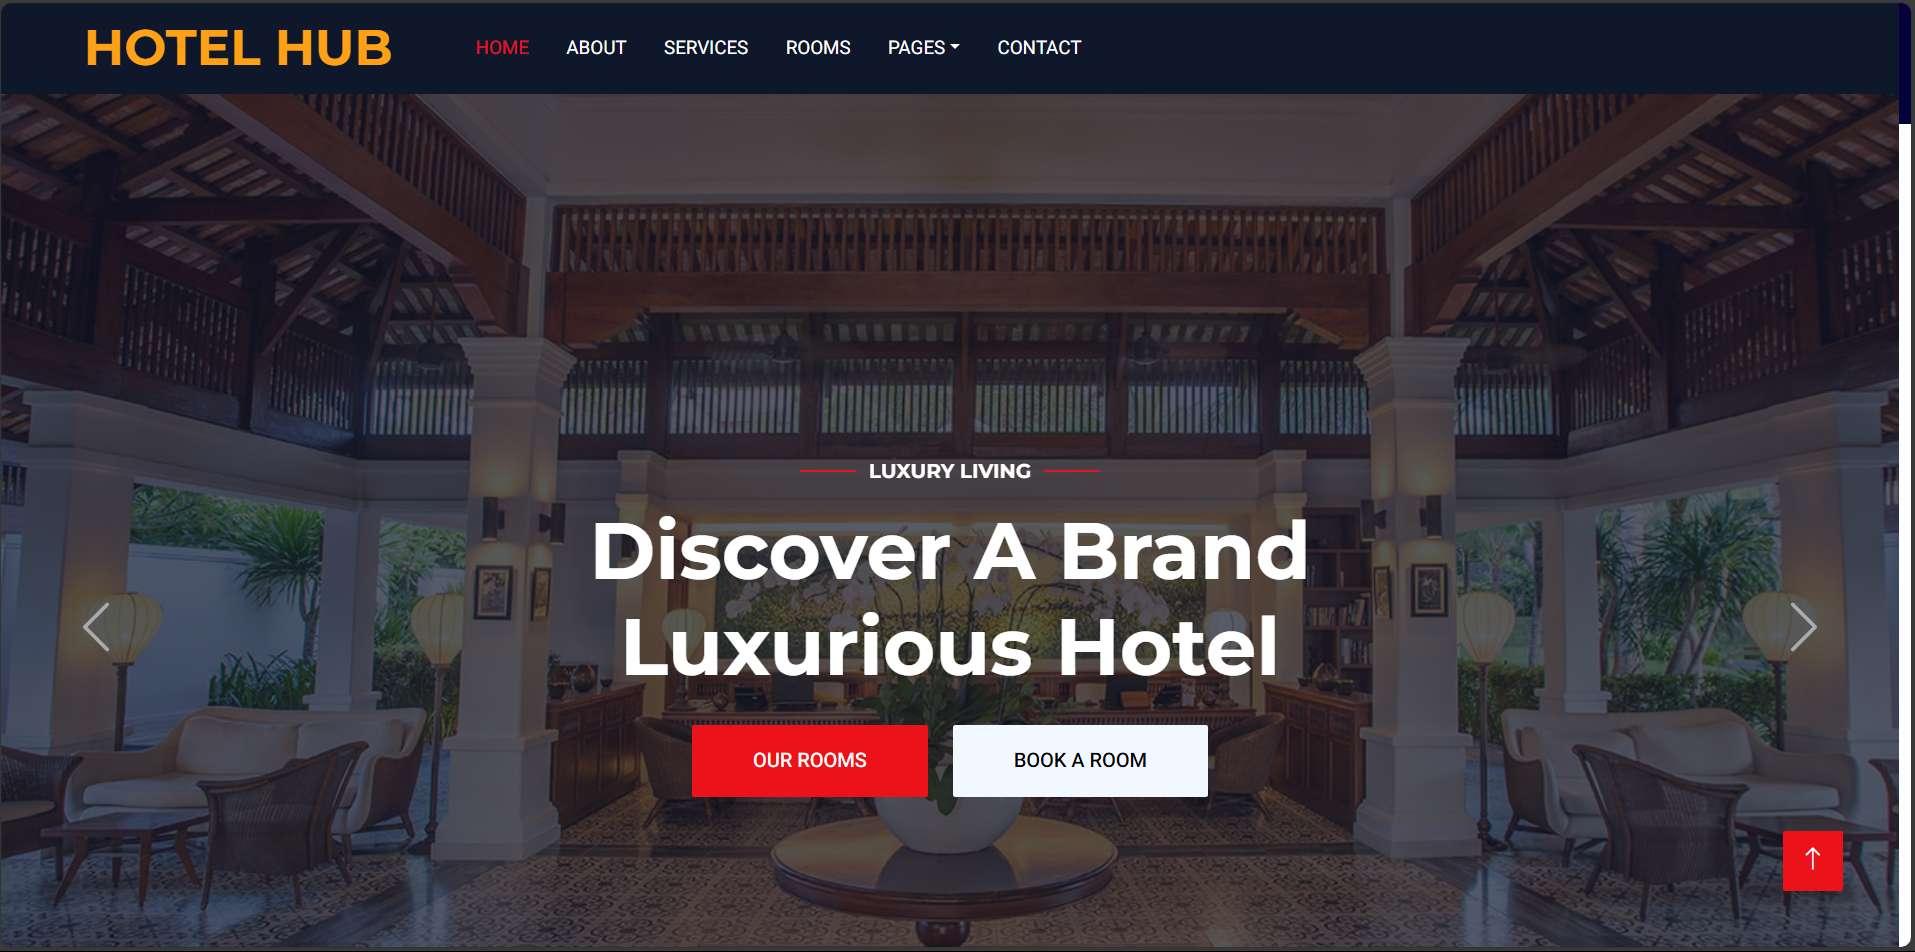 HOTEL HUB
HOME ABOUT SERVICES ROOMS PAGES CONTACT
LUXURY LIVING
Discover A Brand
Luxurious Hotel
OUR ROOMS BOOK A ROOM